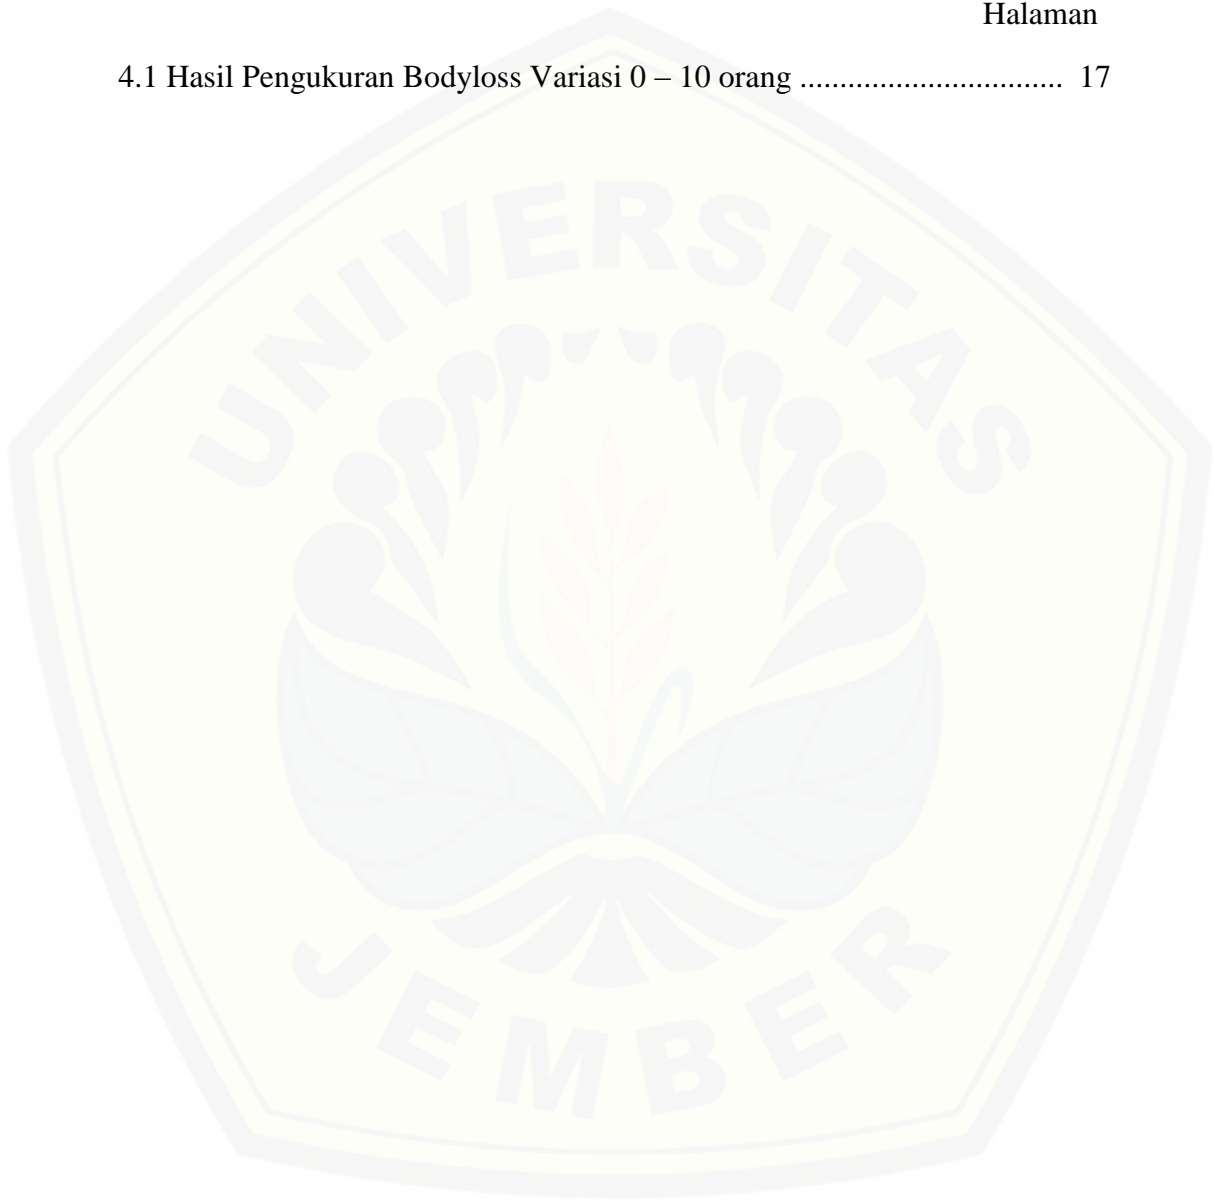 Halaman
4.1 Hasil Pengukuran Bodyloss Variasi 0 – 10 orang ................................. 17
UNIVERSITAS
JEMBER